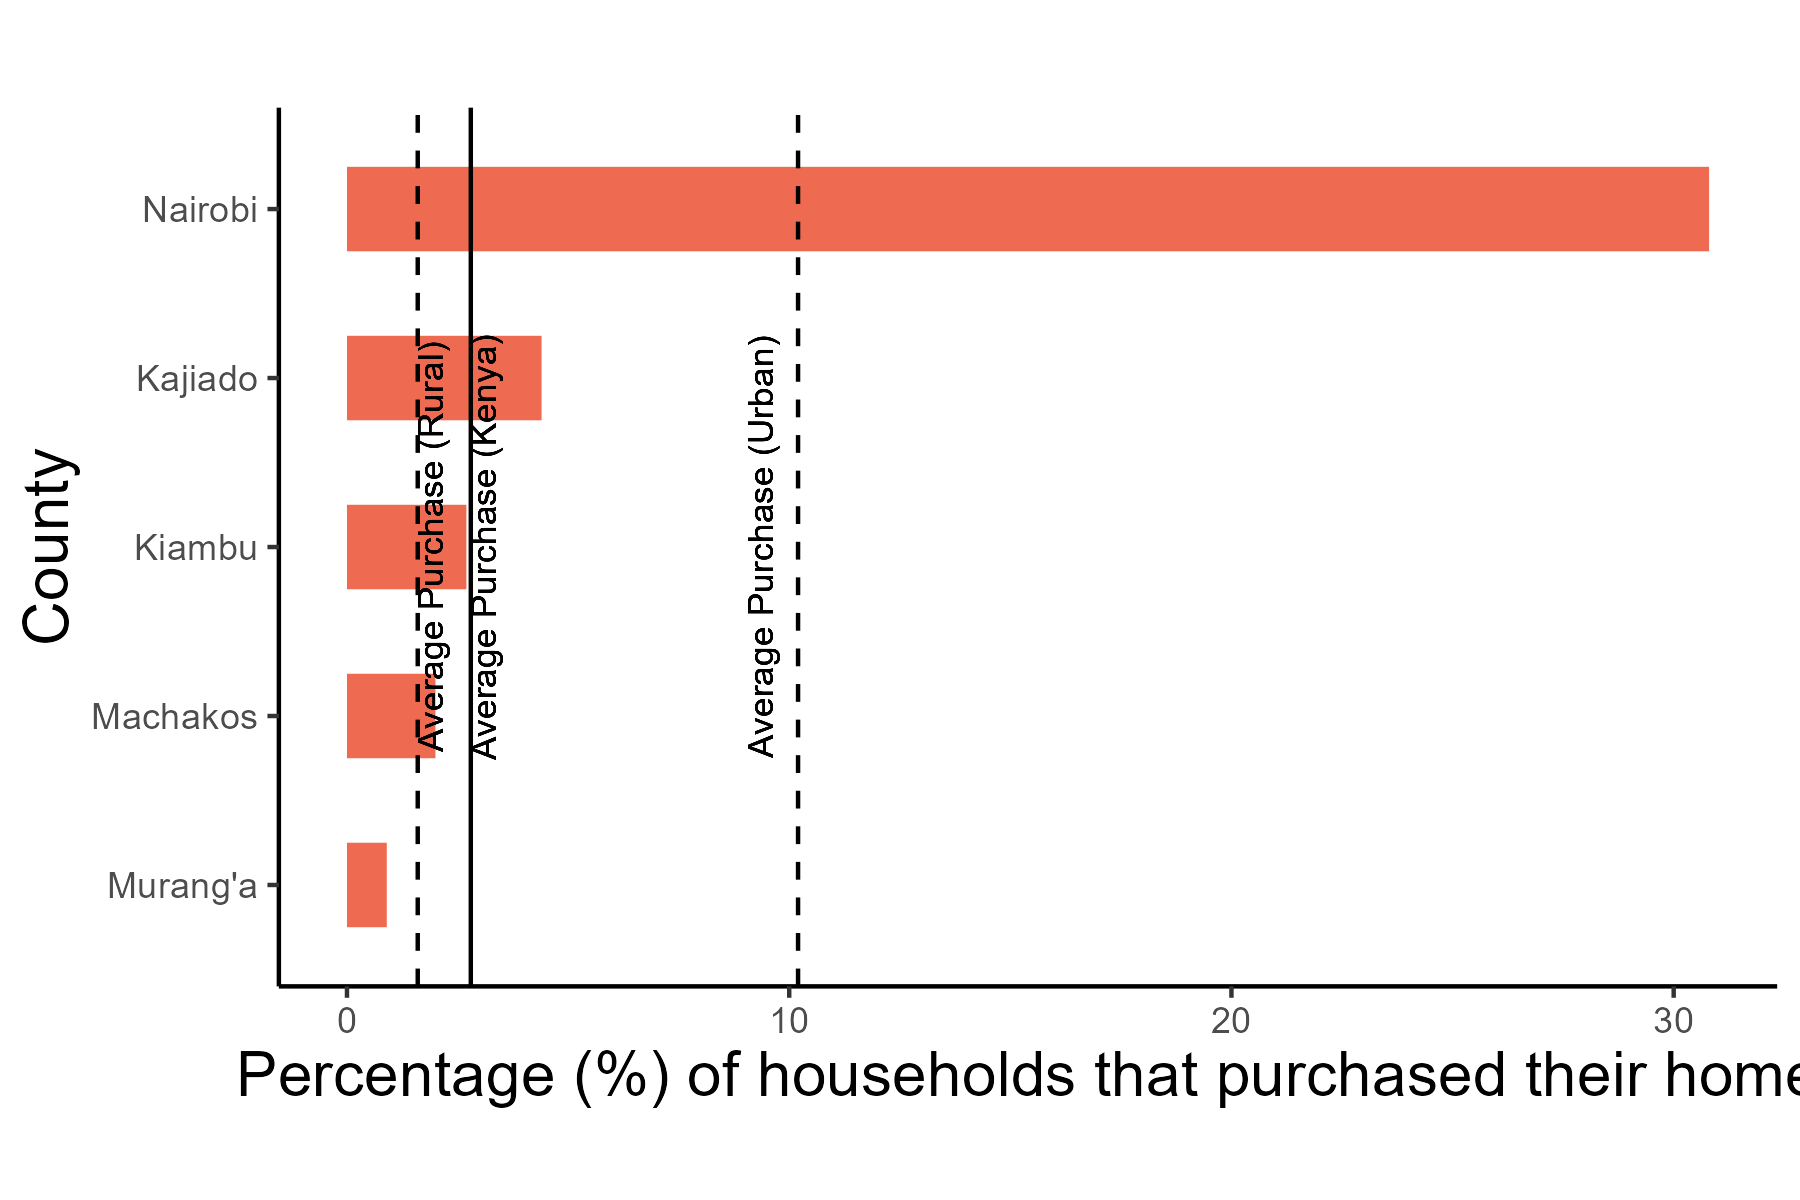 County
Nairobi
Kajiado
Kiambu
Machakos
Murang'a
Average Purchase (Rural)
Average Purchase (Kenya)
Average Purchase (Urban)
0
10
20
30
Percentage (%) of households that purchased their home